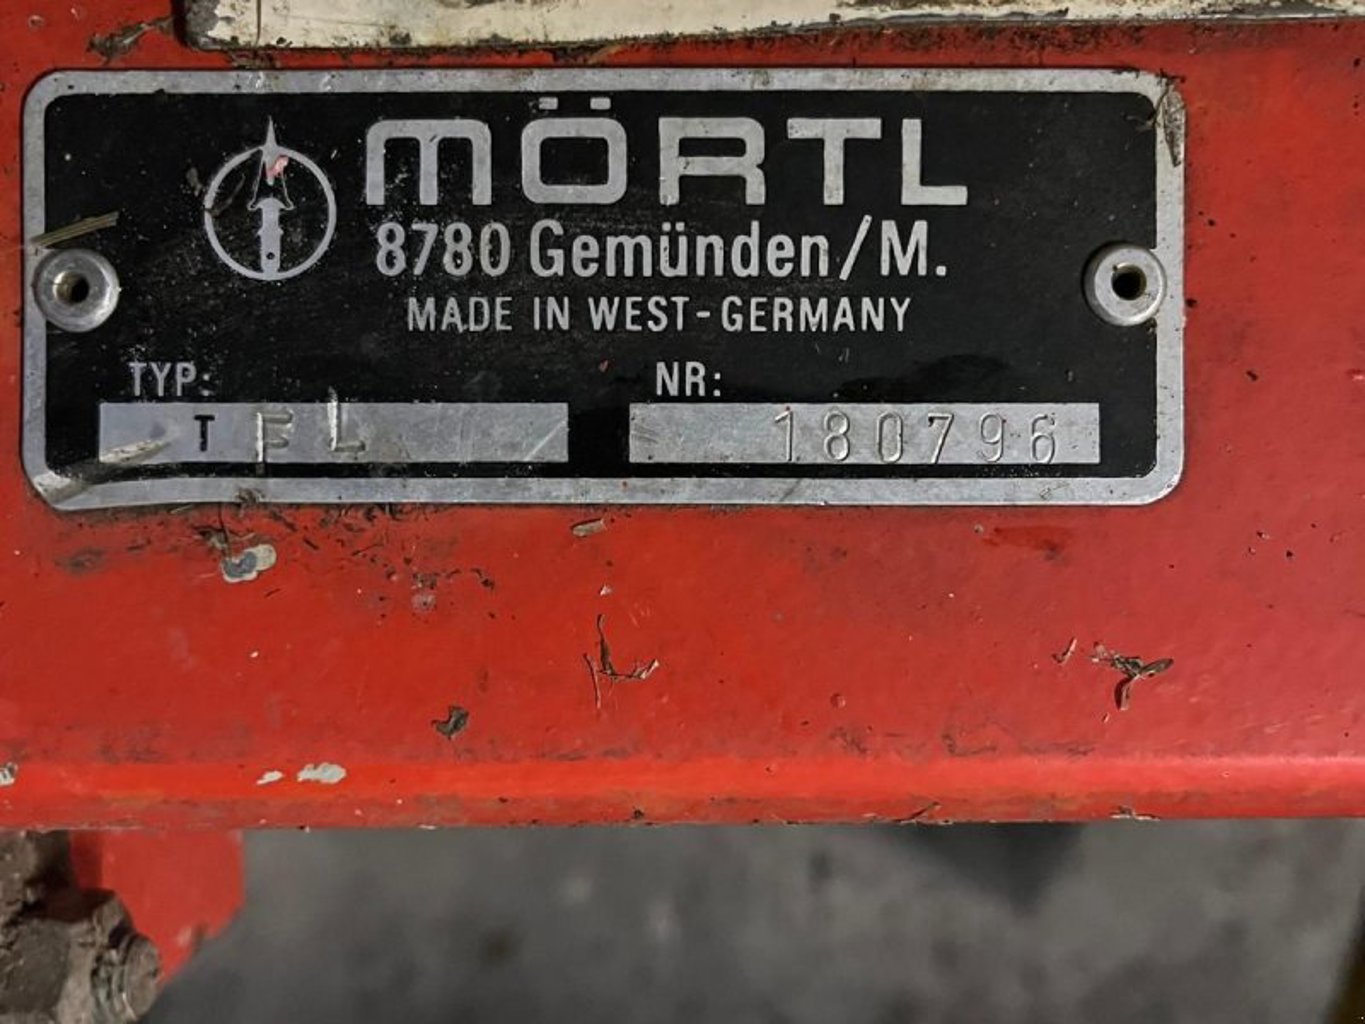 MÖRTL
8780 Gemünden/M.
MADE IN WEST-GERMANY
TYP: NR:
T F L 180796